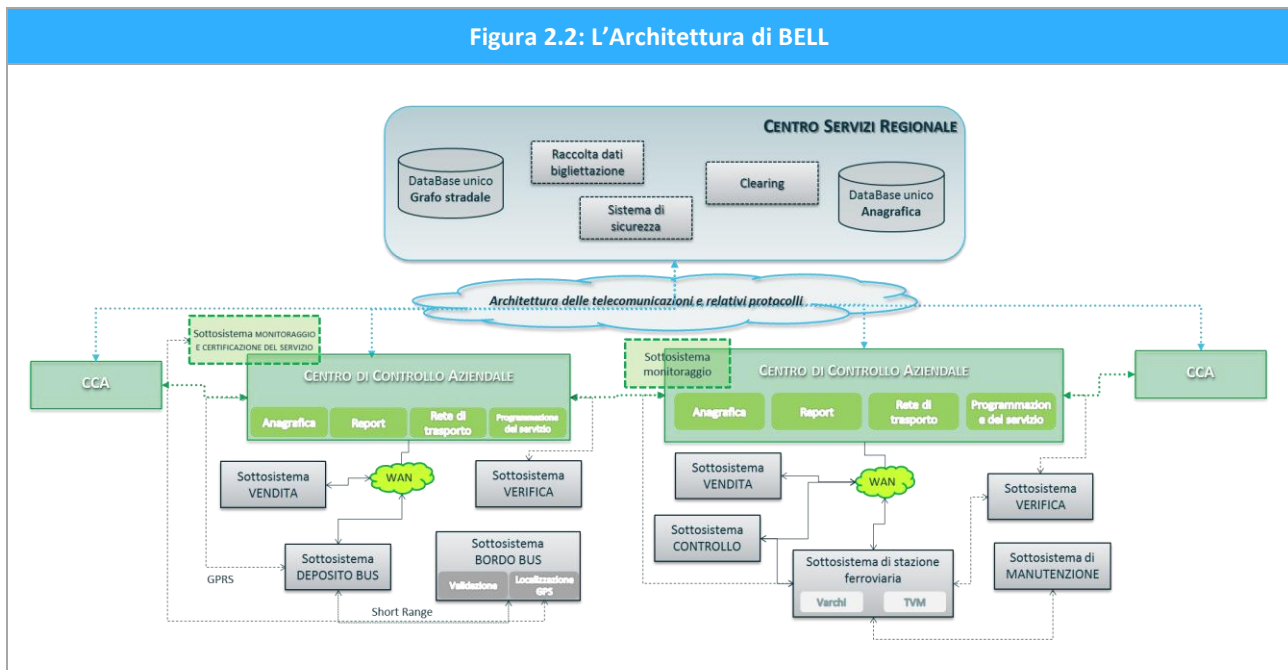 Figura 2.2: L’Architettura di BELL
CENTRO SERVIZI REGIONALE
DataBase unico
Grafo stradale
Raccolta dati
bigliettazione
Sistema di
sicurezza
Clearing
DataBase unico
Anagrafica
Architettura delle telecomunicazioni e relativi protocolli
Sottosistema MONITORAGGIO
E CERTIFICAZIONE DEL SERVIZIO
CCA
CENTRO DI CONTROLLO AZIENDALE
Anagrafica
Report
Rete di
trasporto
Programmazione
del servizio
Sottosistema
monitoraggio
CENTRO DI CONTROLLO AZIENDALE
Anagrafica
Report
Rete di
trasporto
Programmazion
e del servizio
CCA
Sottosistema
VENDITA
WAN
Sottosistema
VERIFICA
Sottosistema
DEPOSITO BUS
Sottosistema
BORDO BUS
Validazione
Localizzazione
GPS
GPRS
Short Range
Sottosistema
VENDITA
WAN
Sottosistema
VERIFICA
Sottosistema
CONTROLLO
Sottosistema di stazione
ferroviaria
Varchi
TVM
Sottosistema di
MANUTENZIONE